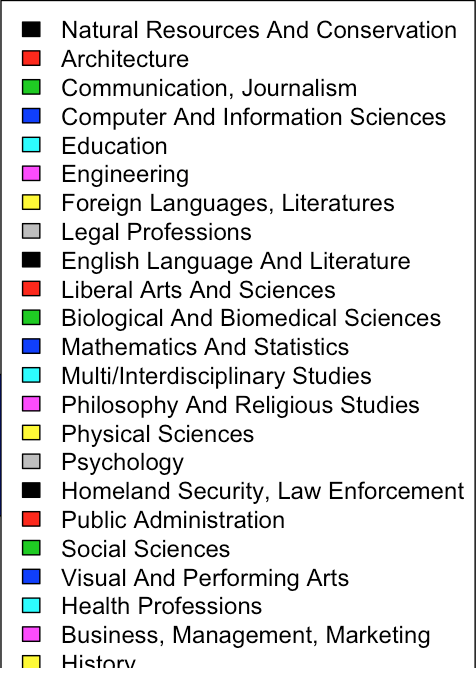 Natural Resources And Conservation
Architecture
Communication, Journalism
Computer And Information Sciences
Education
Engineering
Foreign Languages, Literatures
Legal Professions
English Language And Literature
Liberal Arts And Sciences
Biological And Biomedical Sciences
Mathematics And Statistics
Multi/Interdisciplinary Studies
Philosophy And Religious Studies
Physical Sciences
Psychology
Homeland Security, Law Enforcement
Public Administration
Social Sciences
Visual And Performing Arts
Health Professions
Business, Management, Marketing
History